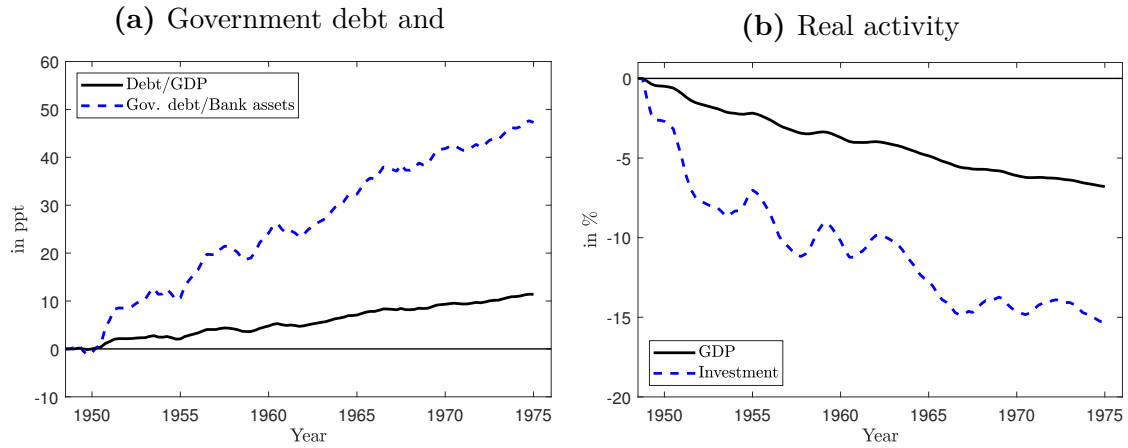 (a) Government debt and
60
50
40
30
20
10
0
-10
in ppt
Debt/GDP
Gov. debt/Bank assets
1950 1955 1960 1965 1970 1975
Year
(b) Real activity
0
-5
-10
-15
-20
in %
GDP
Investment
1950 1955 1960 1965 1970 1975
Year